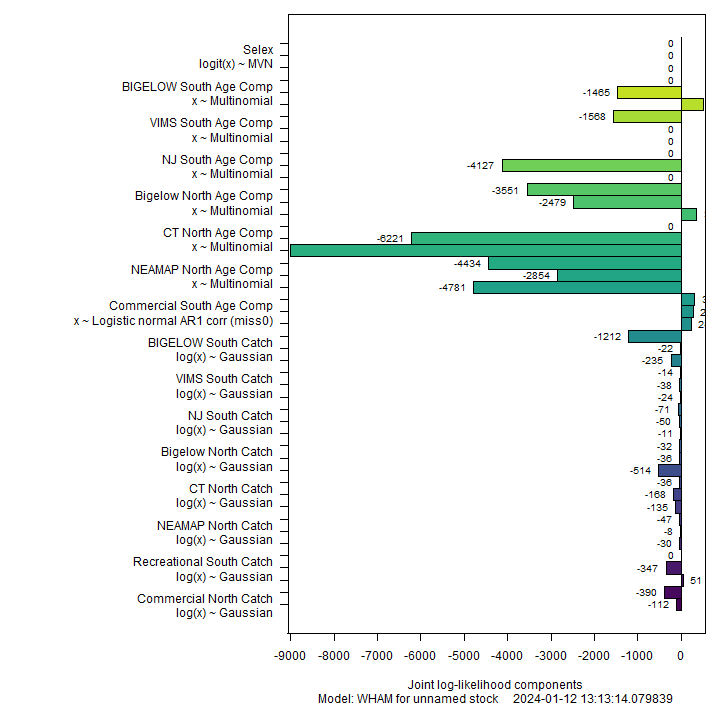 0
Selex
0
logit(x) ~ MVN
0
0
BIGELOW South Age Comp
-1465
x ~ Multinomial
VIMS South Age Comp
-1568
0
x ~ Multinomial
0
0
NJ South Age Comp
-4127
x ~ Multinomial
0
Bigelow North Age Comp
-3551
-2479
x ~ Multinomial
0
CT North Age Comp
-6221
x ~ Multinomial
-4434
NEAMAP North Age Comp
-2854
x ~ Multinomial
-4781
Commercial South Age Comp
x ~ Logistic normal AR1 corr (miss0)
-1212
BIGELOW South Catch
-22
log(x) ~ Gaussian
-235
-14
VIMS South Catch
-38
log(x) ~ Gaussian
-24
-71
NJ South Catch
-50
log(x) ~ Gaussian
-11
-32
Bigelow North Catch
-36
log(x) ~ Gaussian
-514
-36
CT North Catch
-168
log(x) ~ Gaussian
-135
-47
NEAMAP North Catch
-8
log(x) ~ Gaussian
-30
0
Recreational South Catch
-347
log(x) ~ Gaussian
51
-390
Commercial North Catch
-112
log(x) ~ Gaussian
-9000 -8000 -7000 -6000 -5000 -4000 -3000 -2000 -1000 0
Joint log-likelihood components
Model: WHAM for unnamed stock 2024-01-12 13:13:14.079839